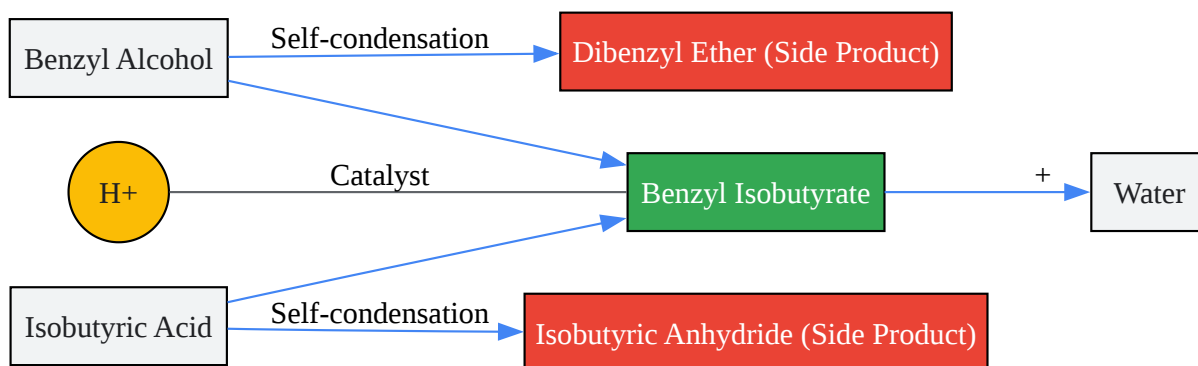 Benzyl Alcohol
Self-condensation
Dibenzyl Ether (Side Product)
H+
Catalyst
Benzyl Isobutyrate
+
Water
Isobutyric Acid
Self-condensation
Isobutyric Anhydride (Side Product)